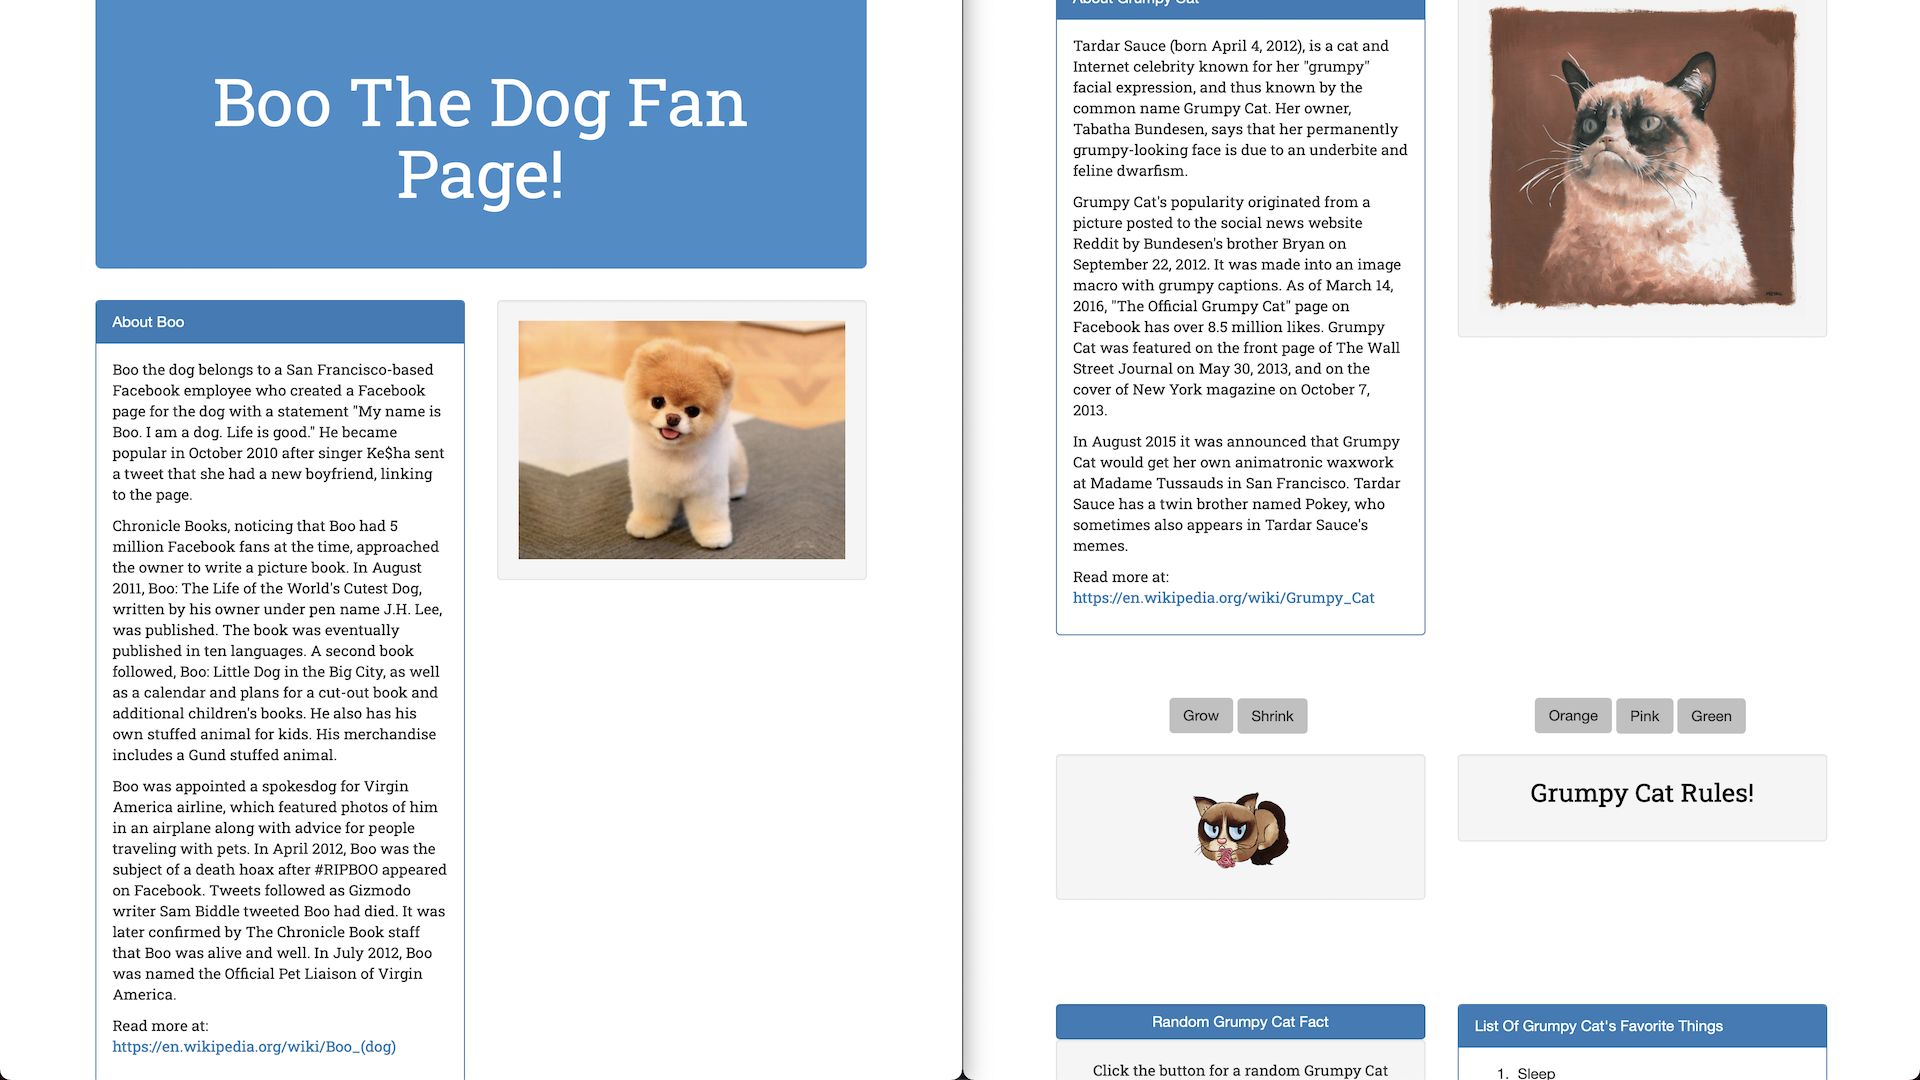 Boo The Dog Fan
Page!
About Boo
Boo the dog belongs to a San Francisco-based
Facebook employee who created a Facebook
page for the dog with a statement "My name is
Boo. I am a dog. Life is good." He became
popular in October 2010 after singer Ke$ha sent
a tweet that she had a new boyfriend, linking
to the page.
Chronicle Books, noticing that Boo had 5
million Facebook fans at the time, approached
the owner to write a picture book. In August
2011, Boo: The Life of the World's Cutest Dog,
written by his owner under pen name J.H. Lee,
was published. The book was eventually
published in ten languages. A second book
followed, Boo: Little Dog in the Big City, as well
as a calendar and plans for a cut-out book and
additional children's books. He also has his
own stuffed animal for kids. His merchandise
includes a Gund stuffed animal.
Boo was appointed a spokesdog for Virgin
America airline, which featured photos of him
in an airplane along with advice for people
traveling with pets. In April 2012, Boo was the
subject of a death hoax after #RIPBOO appeared
on Facebook. Tweets followed as Gizmodo
writer Sam Biddle tweeted Boo had died. It was
later confirmed by The Chronicle Book staff
that Boo was alive and well. In July 2012, Boo
was named the Official Pet Liaison of Virgin
America.
Read more at:
https://en.wikipedia.org/wiki/Boo_(dog)
About Grumpy Cat
Tardar Sauce (born April 4, 2012), is a cat and
Internet celebrity known for her "grumpy"
facial expression, and thus known by the
common name Grumpy Cat. Her owner,
Tabatha Bundesen, says that her permanently
grumpy-looking face is due to an underbite and
feline dwarfism.
Grumpy Cat's popularity originated from a
picture posted to the social news website
Reddit by Bundesen's brother Bryan on
September 22, 2012. It was made into an image
macro with grumpy captions. As of March 14,
2016, "The Official Grumpy Cat" page on
Facebook has over 8.5 million likes. Grumpy
Cat was featured on the front page of The Wall
Street Journal on May 30, 2013, and on the
cover of New York magazine on October 7,
2013.
In August 2015 it was announced that Grumpy
Cat would get her own animatronic waxwork
at Madame Tussauds in San Francisco. Tardar
Sauce has a twin brother named Pokey, who
sometimes also appears in Tardar Sauce's
memes.
Read more at:
https://en.wikipedia.org/wiki/Grumpy_Cat
Grow Shrink
Orange Pink Green
Grumpy Cat Rules!
Random Grumpy Cat Fact
Click the button for a random Grumpy Cat
List Of Grumpy Cat's Favorite Things
1. Sleep